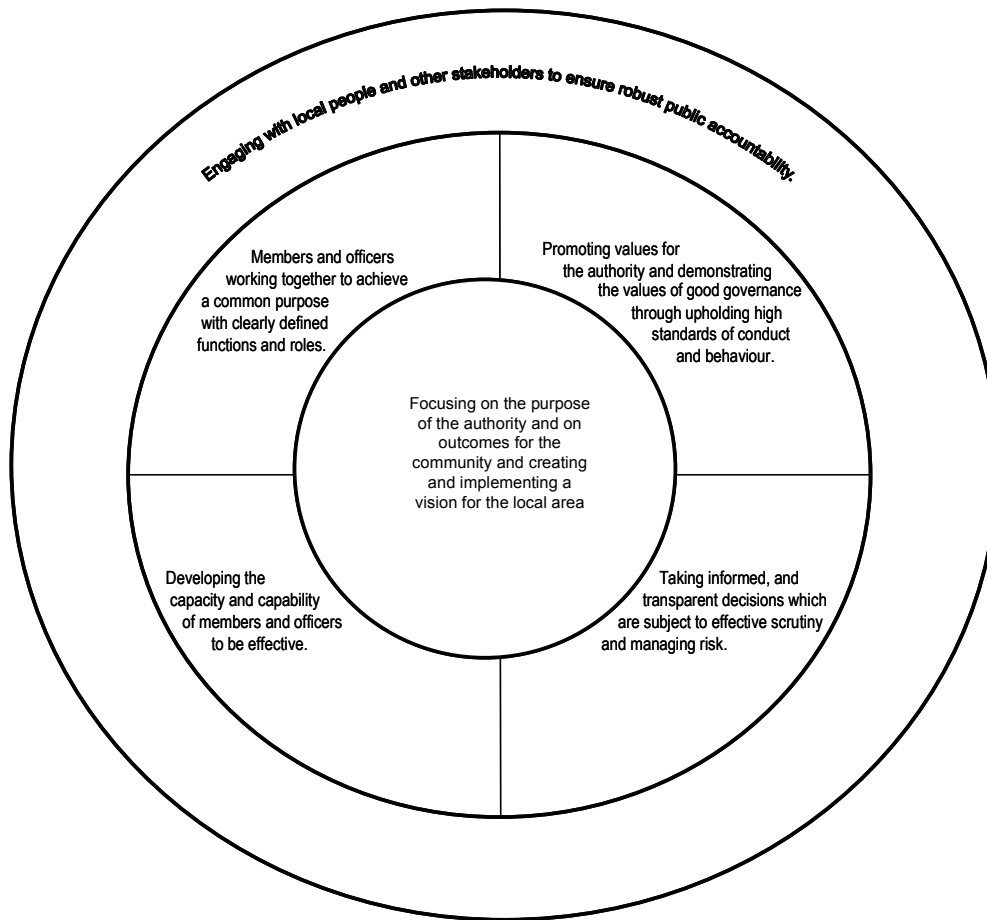 Engaging with local people and other stakeholders to ensure robust public accountability.
Members and officers
working together to achieve
a common purpose
with clearly defined
functions and roles.
Promoting values for
the authority and demonstrating
the values of good governance
through upholding high
standards of conduct
and behaviour.
Focusing on the purpose
of the authority and on
outcomes for the
community and creating
and implementing a
vision for the local area
Developing the
capacity and capability
of members and officers
to be effective.
Taking informed, and
transparent decisions which
are subject to effective scrutiny
and managing risk.